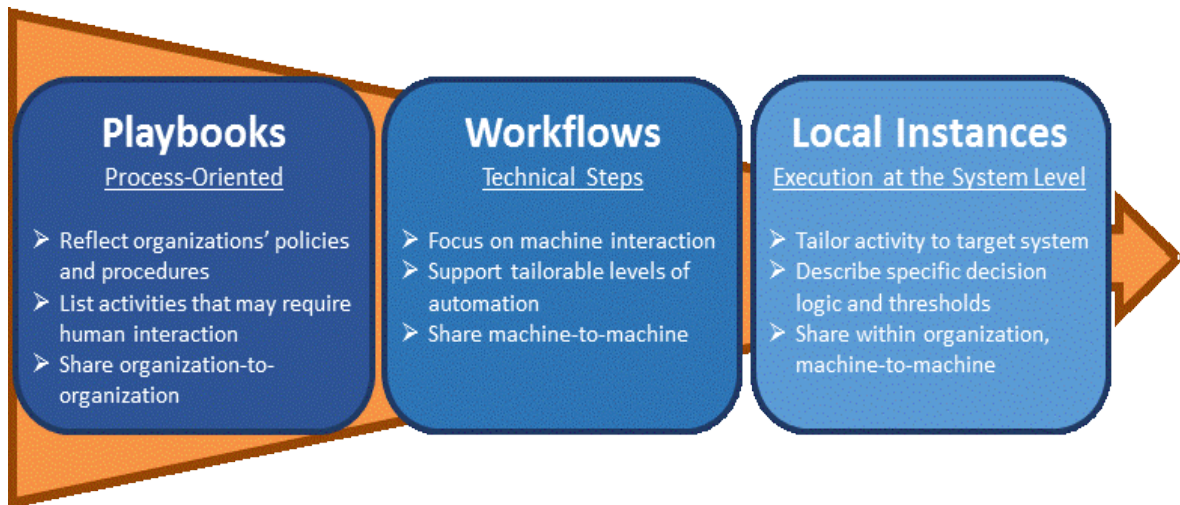 Playbooks
Process-Oriented
➢ Reflect organizations' policies
and procedures
➢ List activities that may require
human interaction
➢ Share organization-to-
organization
Workflows
Technical Steps
➢ Focus on machine interaction
➢ Support tailorable levels of
automation
➢ Share machine-to-machine
Local Instances
Execution at the System Level
➢ Tailor activity to target system
➢ Describe specific decision
logic and thresholds
➢ Share within organization,
machine-to-machine